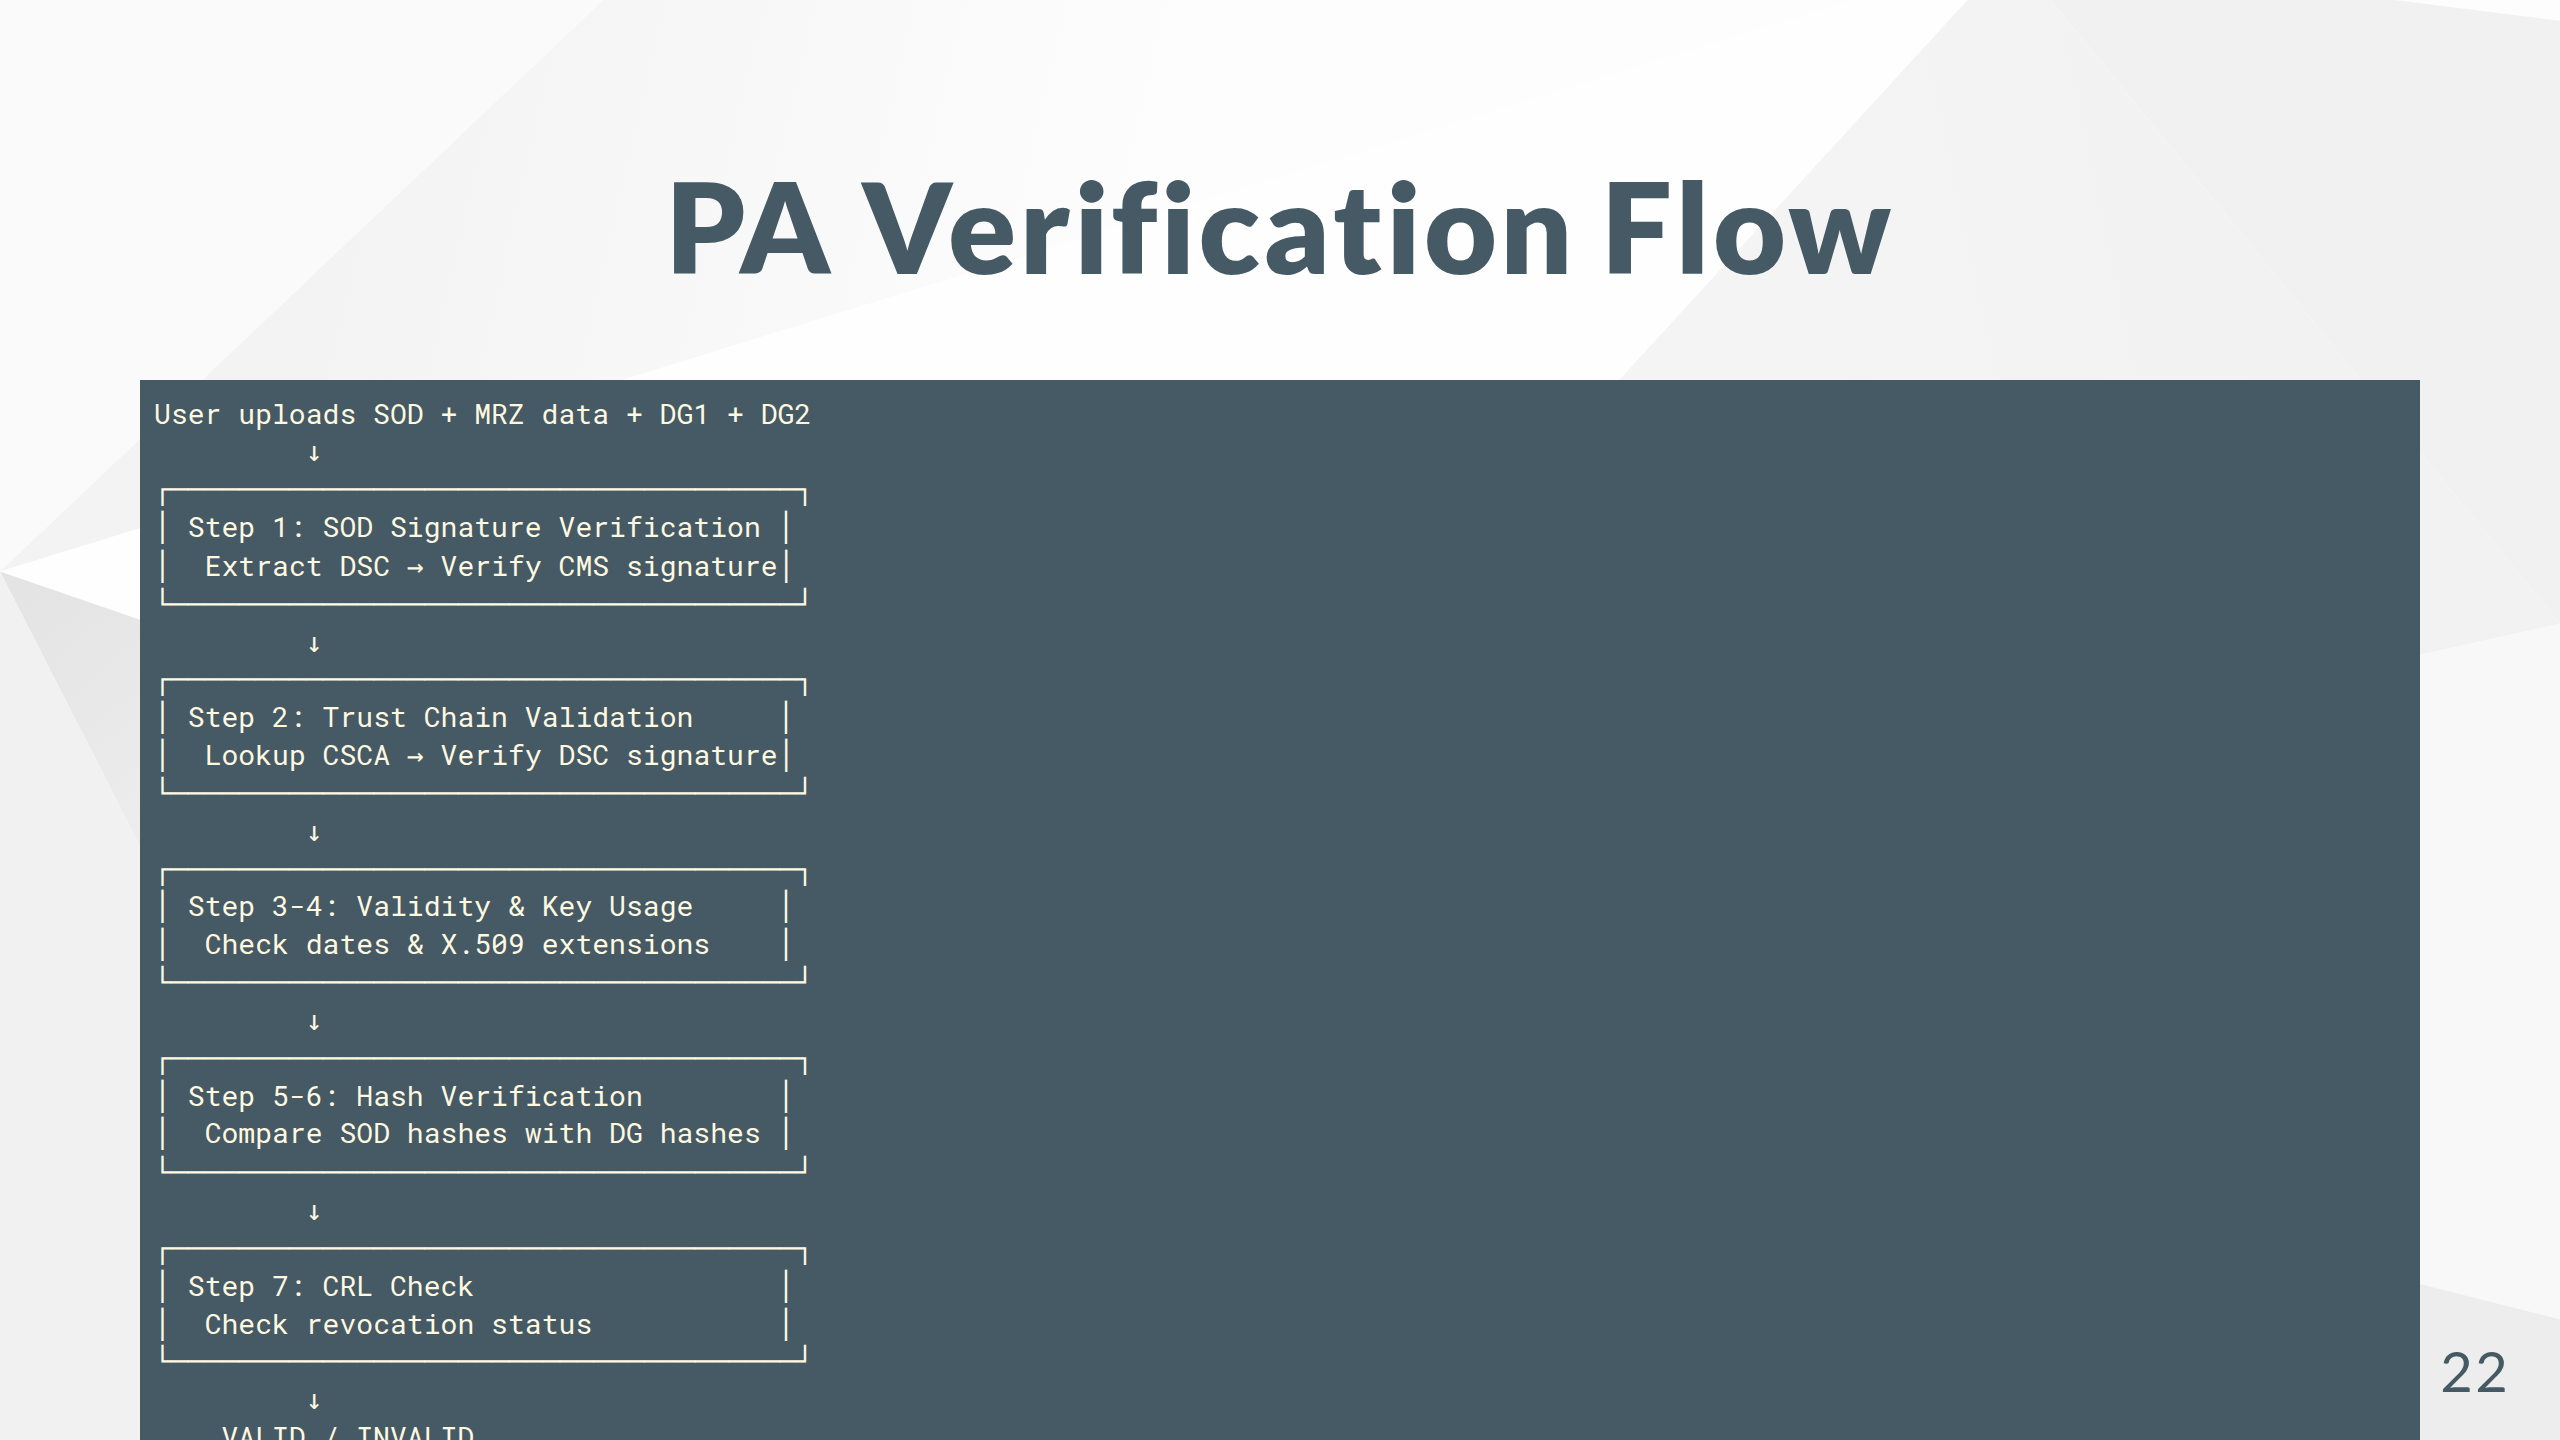 PA Verification Flow
User uploads SOD + MRZ data + DG1 + DG2
↓
Step 1: SOD Signature Verification
Extract DSC → Verify CMS signature
↓
Step 2: Trust Chain Validation
Lookup CSCA → Verify DSC signature
↓
Step 3-4: Validity & Key Usage
Check dates & X.509 extensions
↓
Step 5-6: Hash Verification
Compare SOD hashes with DG hashes
↓
Step 7: CRL Check
Check revocation status
↓
VALID / INVALID
22